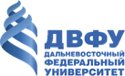 ДВФУ
ДАЛЬНЕВОСТОЧНЫЙ
ФЕДЕРАЛЬНЫЙ
УНИВЕРСИТЕТ